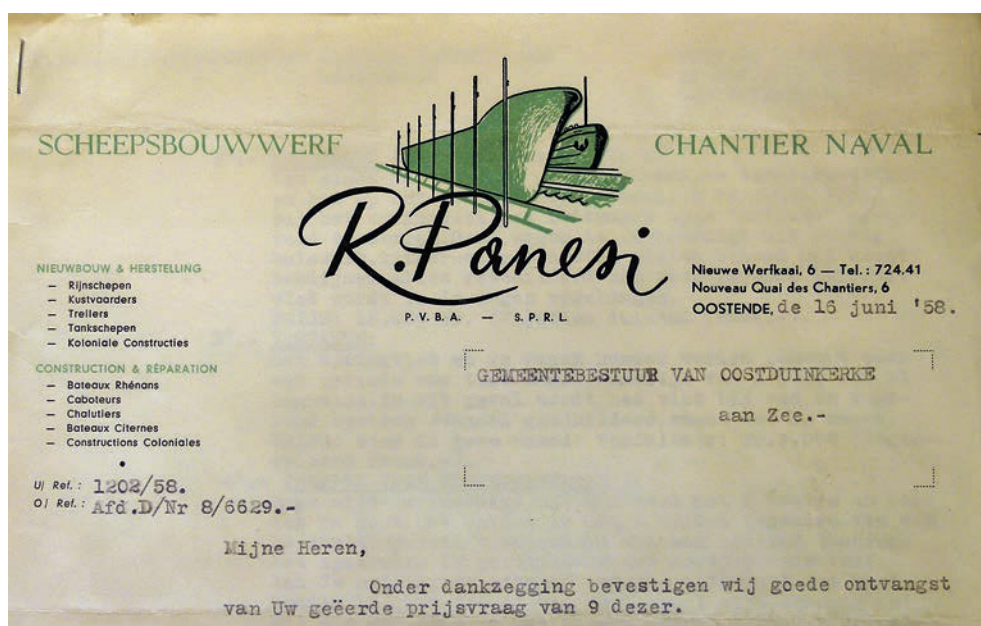 SCHEEPSBOUWWERF
CHANTIER NAVAL
R. Panesi
P. V. B. A. — S. P. R. L.
Nieuwe Werfkaai, 6 — Tel. : 724.41
Nouveau Quai des Chantiers, 6
OOSTENDE, de 16 juni '58.
NIEUWBOUW & HERSTELLING
— Rijnschepen
— Kustvaarders
— Treilers
— Tankschepen
— Koloniale Constructies
CONSTRUCTION & RÉPARATION
— Bateaux Rhénans
— Caboteurs
— Chalutiers
— Bateaux Citernes
— Constructions Coloniales
U/ Ref. : 1202/58.
O/ Ref. : Afd.D/Nr 8/6629.-
GEMEENTEBESTUUR VAN OOSTDUINKERKE
aan Zee.-
Mijne Heren,
Onder dankzegging bevestigen wij goede ontvangst
van Uw geëerde prijsvraag van 9 dezer.